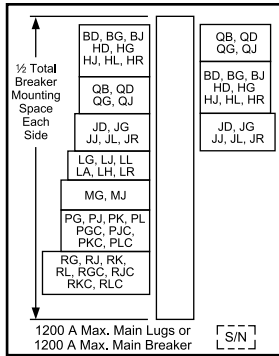 ½ Total
Breaker
Mounting
Space
Each
Side
BD, BG, BJ
HD, HG
HJ, HL, HR
QB, QD
QG, QJ
JD, JG
JJ, JL, JR
LG, LJ, LL
LA, LH, LR
MG, MJ
PG, PJ, PK, PL
PGC, PJC,
PKC, PLC
RG, RJ, RK,
RL, RGC, RJC
RKC, RLC
QB, QD
QG, QJ
BD, BG, BJ
HD, HG
HJ, HL, HR
JD, JG
JJ, JL, JR
1200 A Max. Main Lugs or
1200 A Max. Main Breaker
S/N